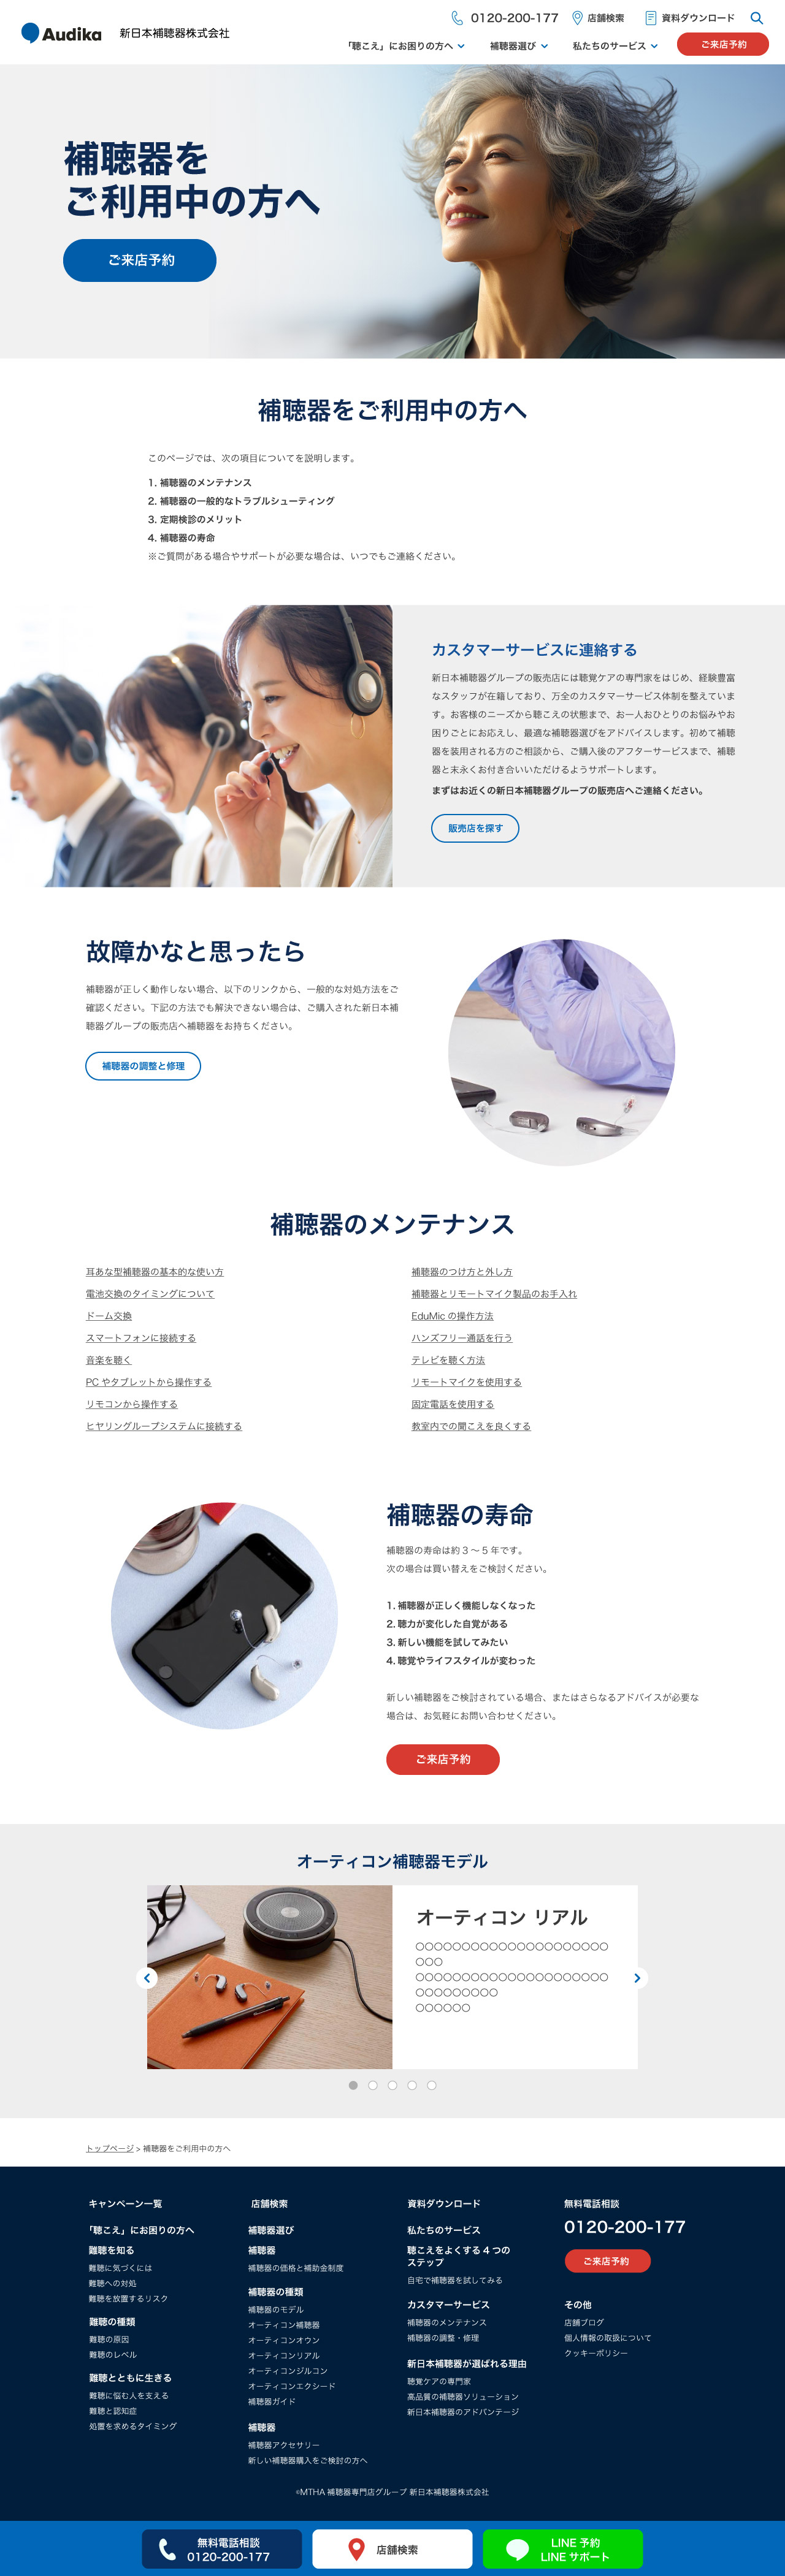 Audika 新日本補聴器株式会社
0120-200-177 店舗検索 資料ダウンロード
「聴こえ」にお困りの方へ 補聴器選び 私たちのサービス ご来店予約
補聴器を
ご利用中の方へ
ご来店予約
補聴器をご利用中の方へ
このページでは、次の項目についてを説明します。
1. 補聴器のメンテナンス
2. 補聴器の一般的なトラブルシューティング
3. 定期検診のメリット
4. 補聴器の寿命
※ご質問がある場合やサポートが必要な場合は、いつでもご連絡ください。
カスタマーサービスに連絡する
新日本補聴器グループの販売店には聴覚ケアの専門家をはじめ、経験豊富
なスタッフが在籍しており、万全のカスタマーサービス体制を整えていま
す。お客様のニーズから聴こえの状態まで、お一人おひとりのお悩みやお
困りごとにお応えし、最適な補聴器選びをアドバイスします。初めて補聴
器を装用される方のご相談から、ご購入後のアフターサービスまで、補聴
器と末永くお付き合いいただけるようサポートします。
まずはお近くの新日本補聴器グループの販売店へご連絡ください。
販売店を探す
故障かなと思ったら
補聴器が正しく動作しない場合、以下のリンクから、一般的な対処方法をご
確認ください。下記の方法でも解決できない場合は、ご購入された新日本補
聴器グループの販売店へ補聴器をお持ちください。
補聴器の調整と修理
補聴器のメンテナンス
耳あな型補聴器の基本的な使い方
電池交換のタイミングについて
ドーム交換
スマートフォンに接続する
音楽を聴く
PC やタブレットから操作する
リモコンから操作する
ヒヤリングループシステムに接続する
補聴器のつけ方と外し方
補聴器とリモートマイク製品のお手入れ
EduMic の操作方法
ハンズフリー通話を行う
テレビを聴く方法
リモートマイクを使用する
固定電話を使用する
教室内での聞こえを良くする
補聴器の寿命
補聴器の寿命は約 3 〜 5 年です。
次の場合は買い替えをご検討ください。
1. 補聴器が正しく機能しなくなった
2. 聴力が変化した自覚がある
3. 新しい機能を試してみたい
4. 聴覚やライフスタイルが変わった
新しい補聴器をご検討されている場合、またはさらなるアドバイスが必要な
場合は、お気軽にお問い合わせください。
ご来店予約
オーティコン補聴器モデル
オーティコン リアル
〇〇〇〇〇〇〇〇〇〇〇〇〇〇〇〇〇〇〇〇〇
〇〇〇
〇〇〇〇〇〇〇〇〇〇〇〇〇〇〇〇〇〇〇〇〇
〇〇〇〇〇〇〇〇〇
〇〇〇〇〇〇
トップページ > 補聴器をご利用中の方へ
キャンペーン一覧
「聴こえ」にお困りの方へ
難聴を知る
難聴に気づくには
難聴への対処
難聴を放置するリスク
難聴の種類
難聴の原因
難聴のレベル
難聴とともに生きる
難聴に悩む人を支える
難聴と認知症
処置を求めるタイミング
店舗検索
補聴器選び
補聴器
補聴器の価格と補助金制度
補聴器の種類
補聴器のモデル
オーティコン補聴器
オーティコンオウン
オーティコンリアル
オーティコンジルコン
オーティコンエクシード
補聴器ガイド
補聴器
補聴器アクセサリー
新しい補聴器購入をご検討の方へ
資料ダウンロード
私たちのサービス
聴こえをよくする 4 つの
ステップ
自宅で補聴器を試してみる
カスタマーサービス
補聴器のメンテナンス
補聴器の調整・修理
新日本補聴器が選ばれる理由
聴覚ケアの専門家
高品質の補聴器ソリューション
新日本補聴器のアドバンテージ
無料電話相談
0120-200-177
ご来店予約
その他
店舗ブログ
個人情報の取扱について
クッキーポリシー
©MTHA 補聴器専門店グループ 新日本補聴器株式会社
無料電話相談
0120-200-177
店舗検索
LINE 予約
LINE サポート